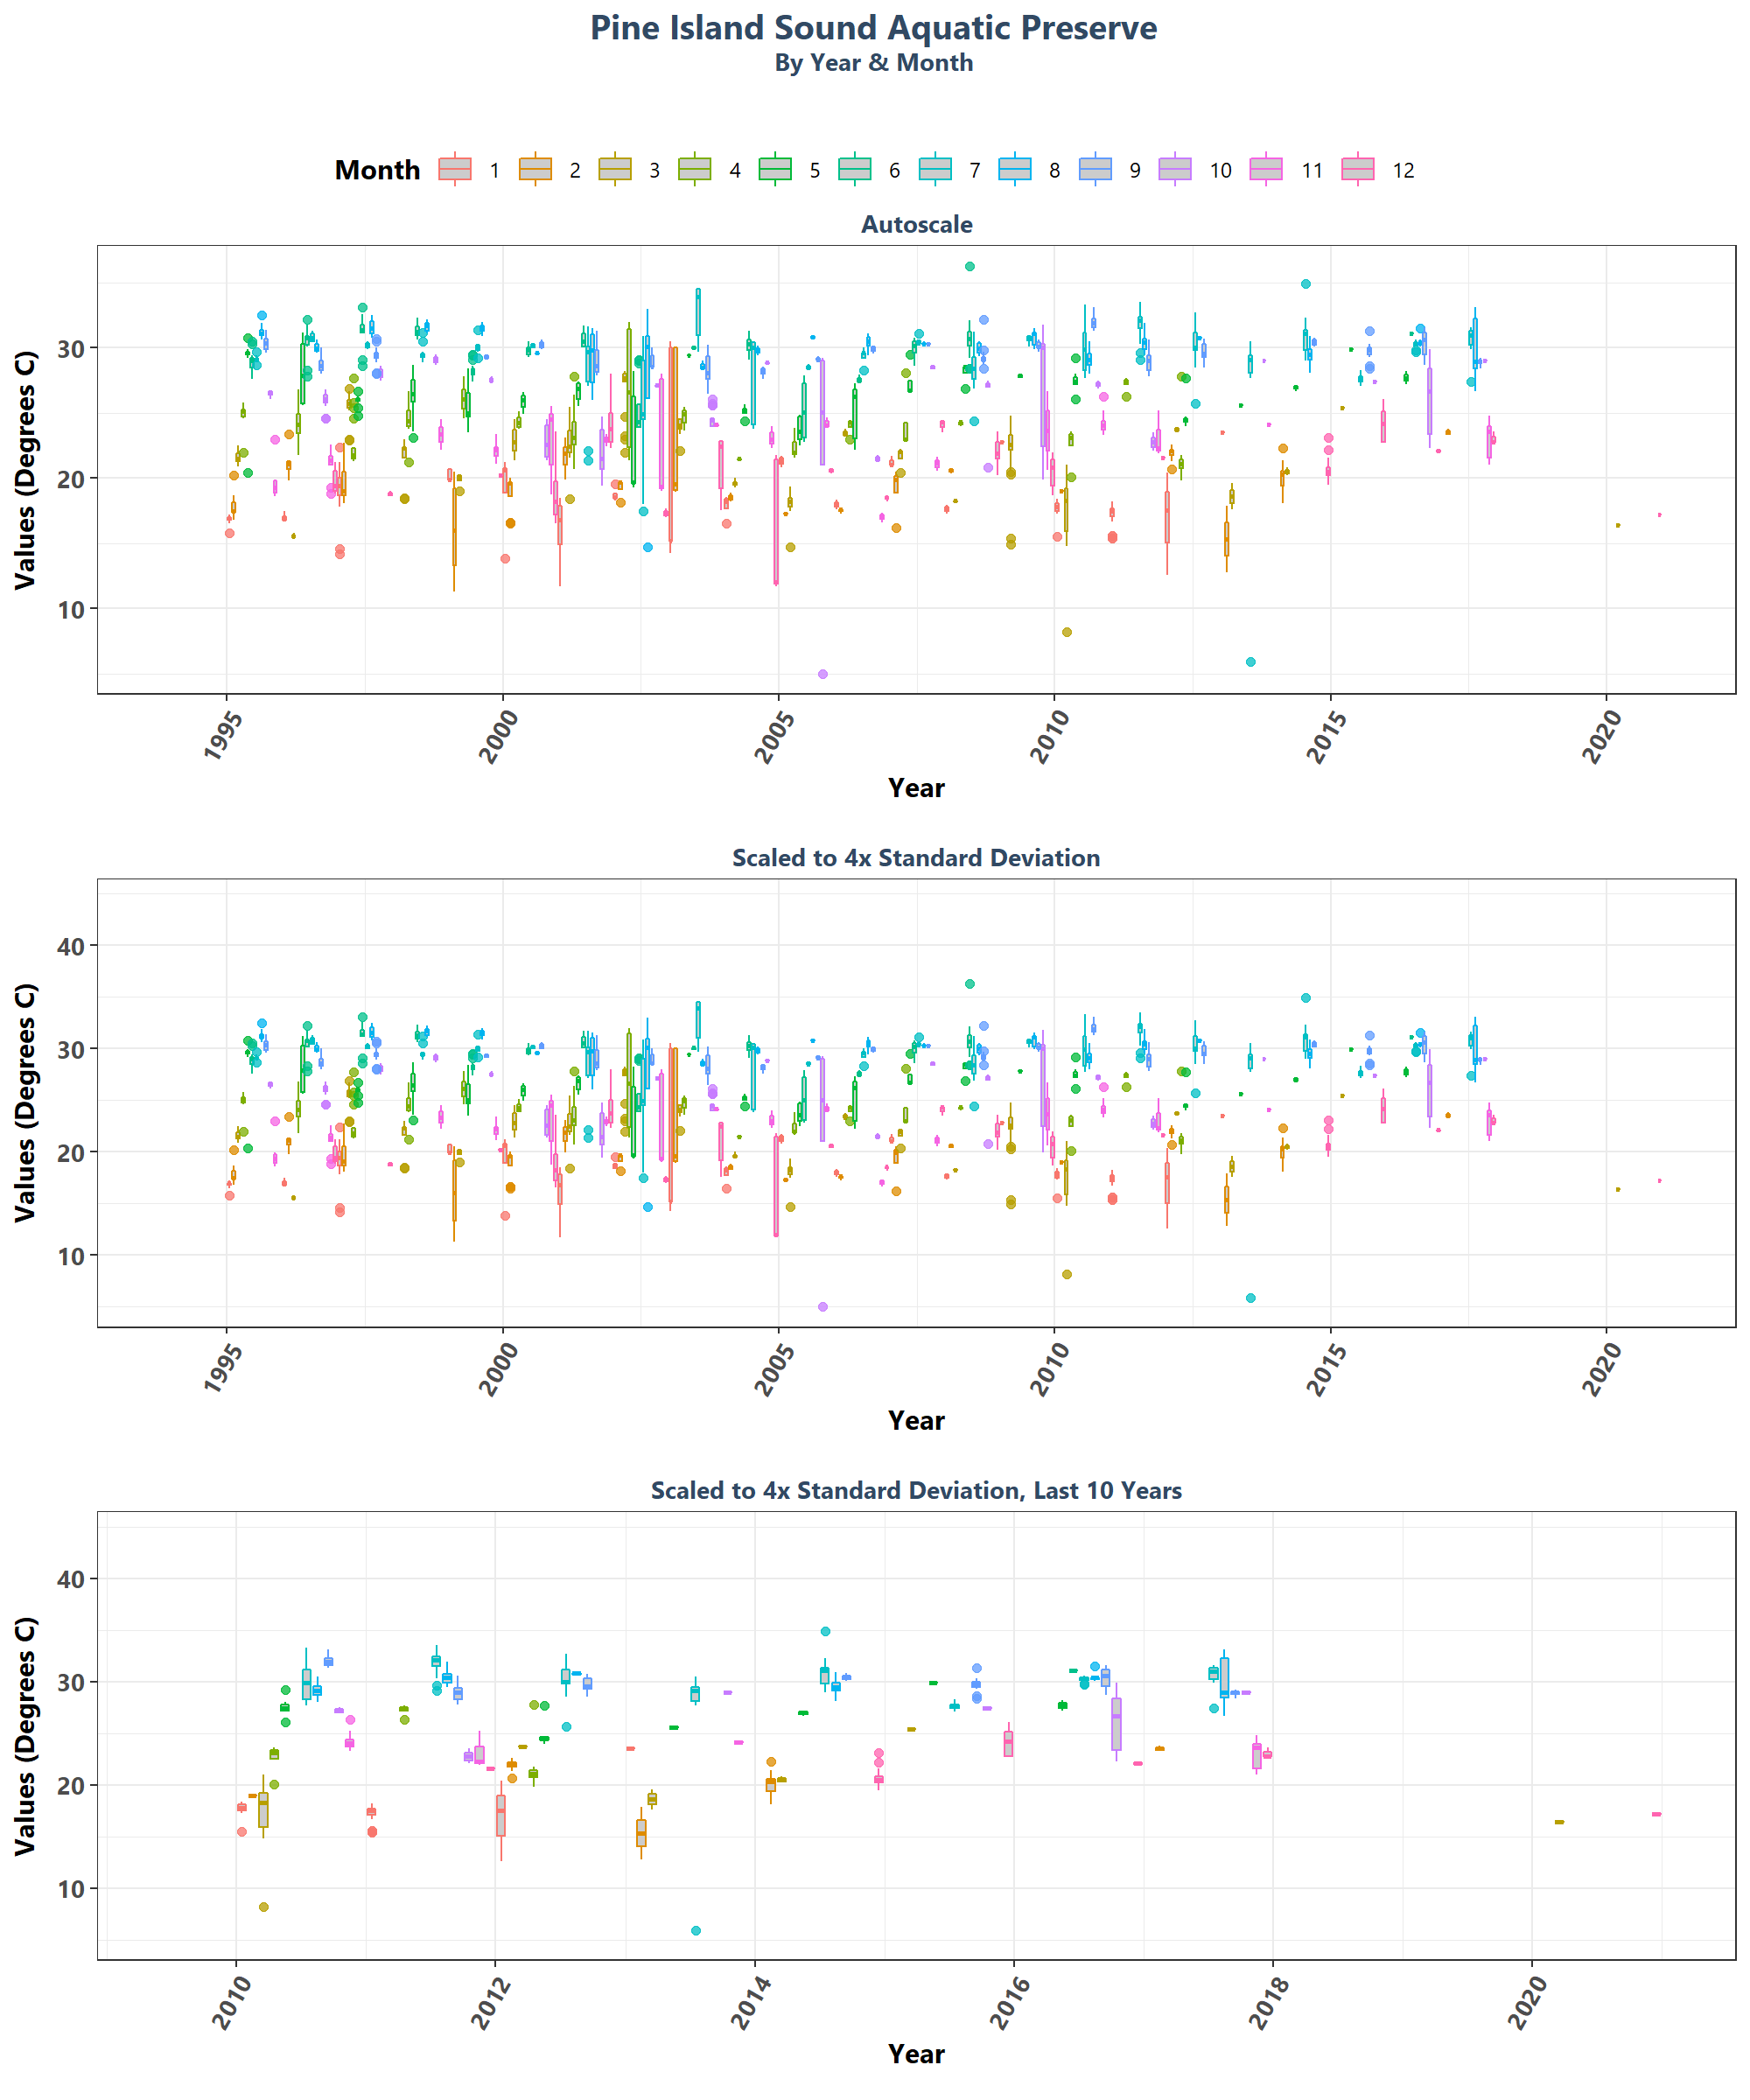 Pine Island Sound Aquatic Preserve
By Year & Month
Month 1 2 3 4 5 6 7 8 9 10 11 12
Autoscale
Values (Degrees C)
30
20
10
1995 2000 2005 2010 2015 2020
Year
Scaled to 4x Standard Deviation
Values (Degrees C)
40
30
20
10
1995 2000 2005 2010 2015 2020
Year
Scaled to 4x Standard Deviation, Last 10 Years
Values (Degrees C)
40
30
20
10
2010 2012 2014 2016 2018 2020
Year